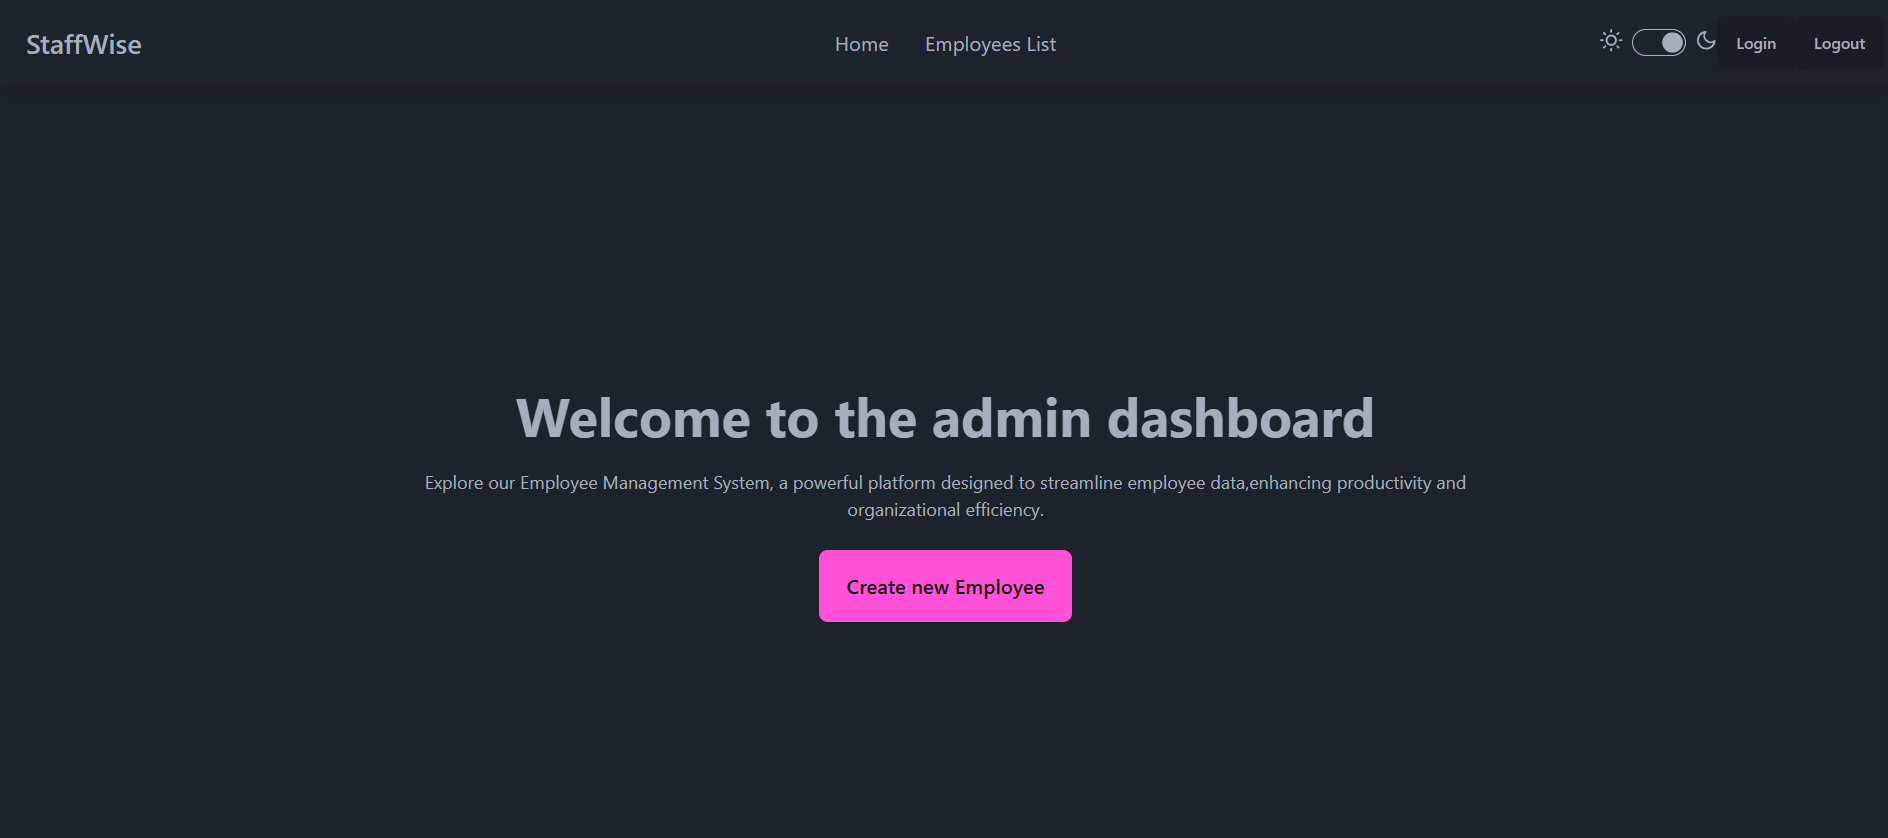 StaffWise
Home
Employees List
Login
Logout
Welcome to the admin dashboard
Explore our Employee Management System, a powerful platform designed to streamline employee data,enhancing productivity and
organizational efficiency.
Create new Employee